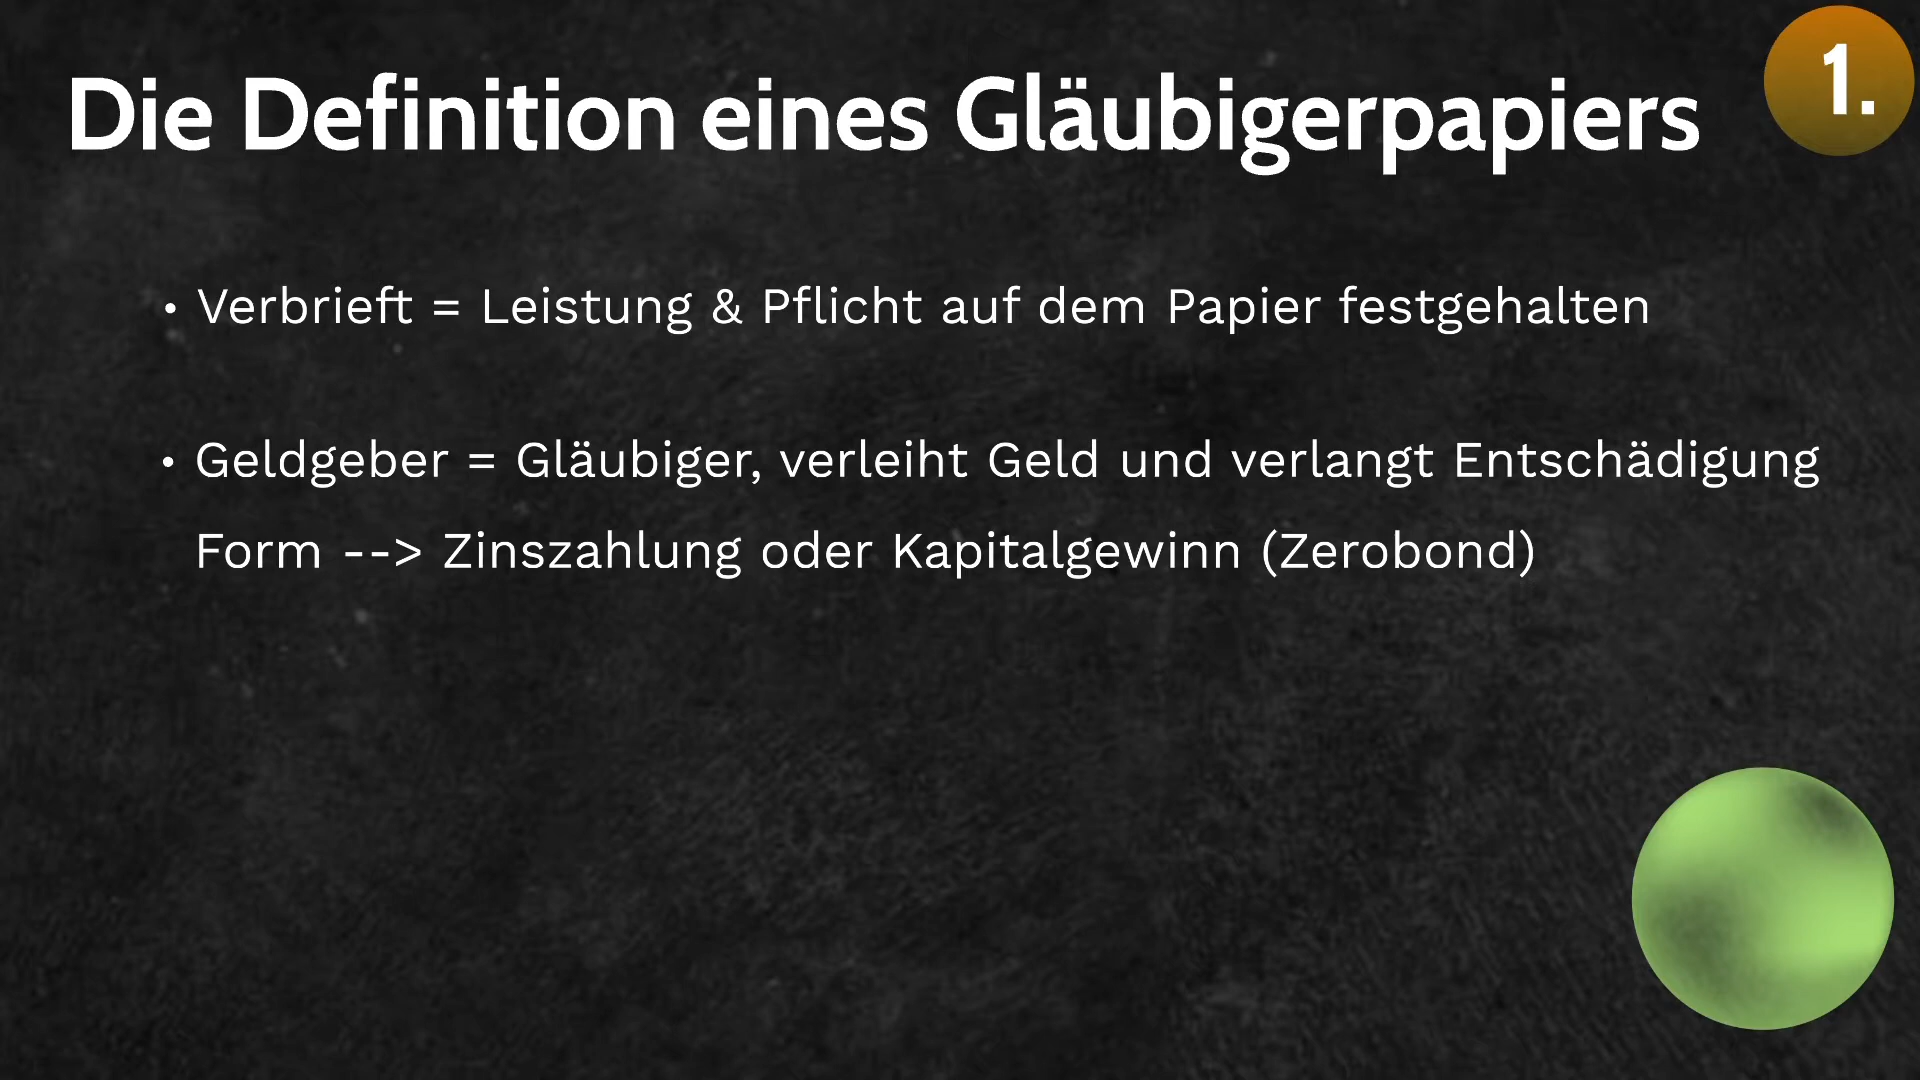 Die Definition eines Gläubigerpapiers
1.
• Verbrieft = Leistung & Pflicht auf dem Papier festgehalten
• Geldgeber = Gläubiger, verleiht Geld und verlangt Entschädigung
Form --> Zinszahlung oder Kapitalgewinn (Zerobond)